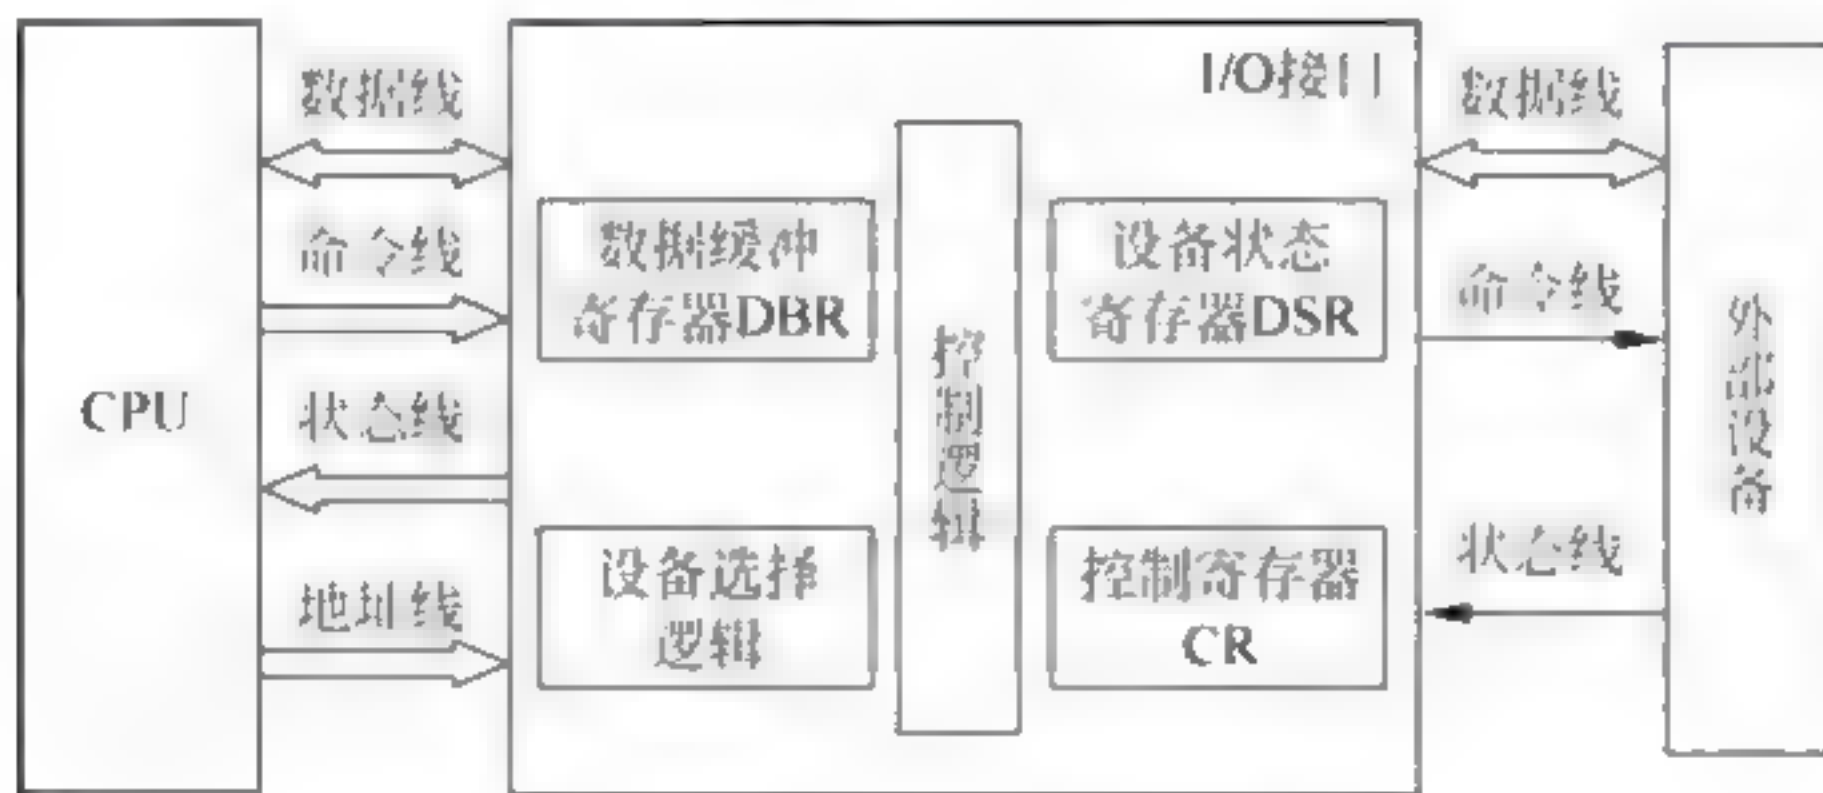 I/O接口
数据线
命令线
状态线
地址线
CPU
数据缓冲
寄存器DBR
设备选择
逻辑
控制逻辑
设备状态
寄存器DSR
控制寄存器
CR
数据线
命令线
状态线
外部设备